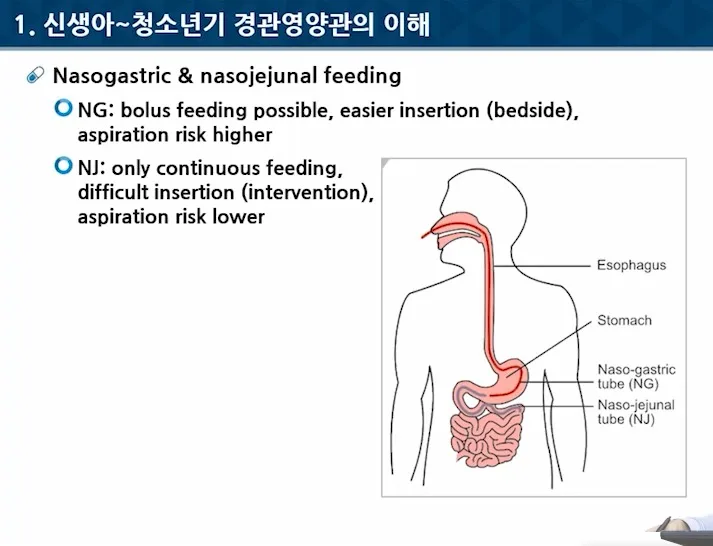 1. 신생아~청소년기 경관영양관의 이해
Nasogastric & nasojejunal feeding
NG: bolus feeding possible, easier insertion (bedside),
aspiration risk higher
NJ: only continuous feeding,
difficult insertion (intervention),
aspiration risk lower
Esophagus
Stomach
Naso-gastric
tube (NG)
Naso-jejunal
tube (NJ)